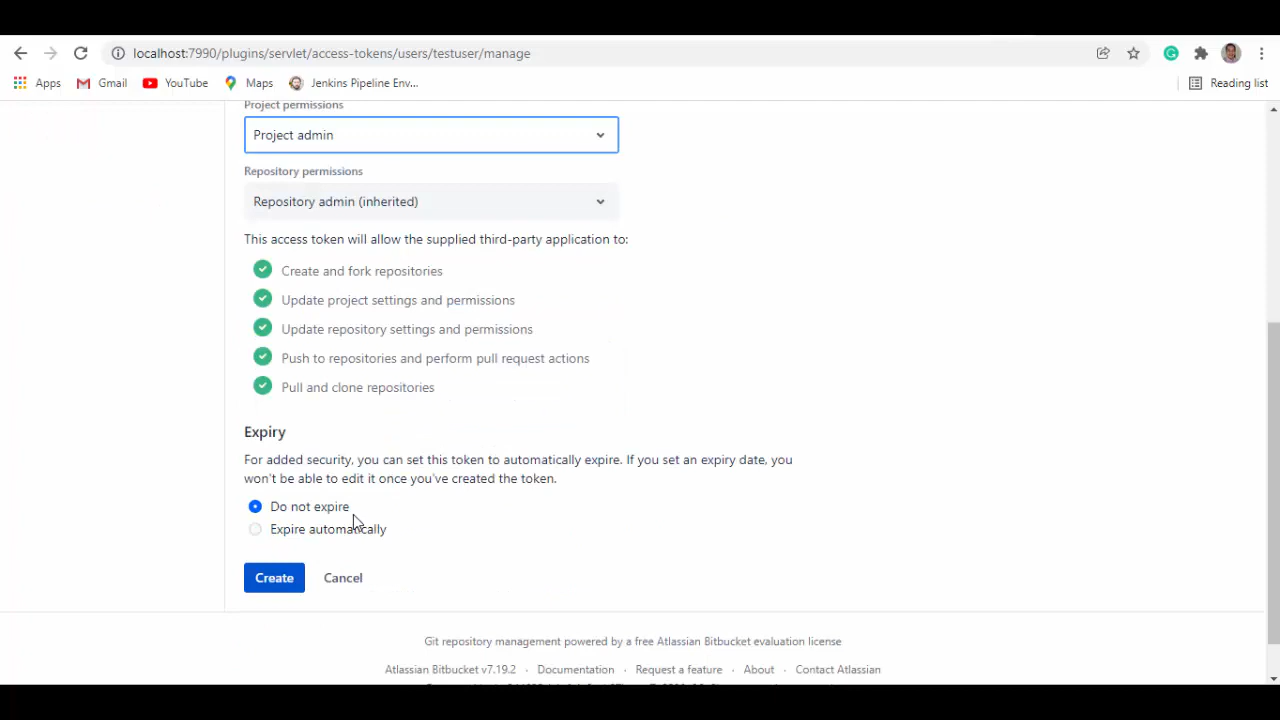 localhost:7990/plugins/servlet/access-tokens/users/testuser/manage
Apps Gmail YouTube Maps Jenkins Pipeline Env... Reading list
Project permissions
Project admin
Repository permissions
Repository admin (inherited)
This access token will allow the supplied third-party application to:
Create and fork repositories
Update project settings and permissions
Update repository settings and permissions
Push to repositories and perform pull request actions
Pull and clone repositories
Expiry
For added security, you can set this token to automatically expire. If you set an expiry date, you
won't be able to edit it once you've created the token.
Do not expire
Expire automatically
Create Cancel
Git repository management powered by a free Atlassian Bitbucket evaluation license
Atlassian Bitbucket v7.19.2 · Documentation · Request a feature · About · Contact Atlassian